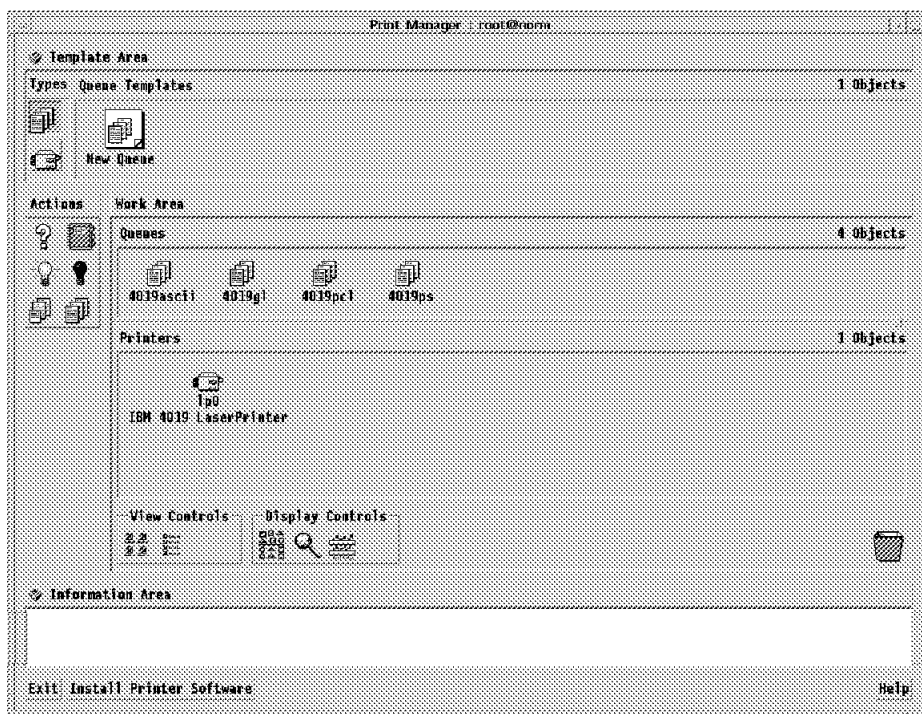 Print Manager : root@norm
Template Area
Types Queue Templates 1 Objects
New Queue
Actions Work Area
Queues 4 Objects
4019ascii 4019gl 4019pcl 4019ps
Printers 1 Objects
lp0
IBM 4019 LaserPrinter
View Controls Display Controls
Information Area
Exit Install Printer Software Help